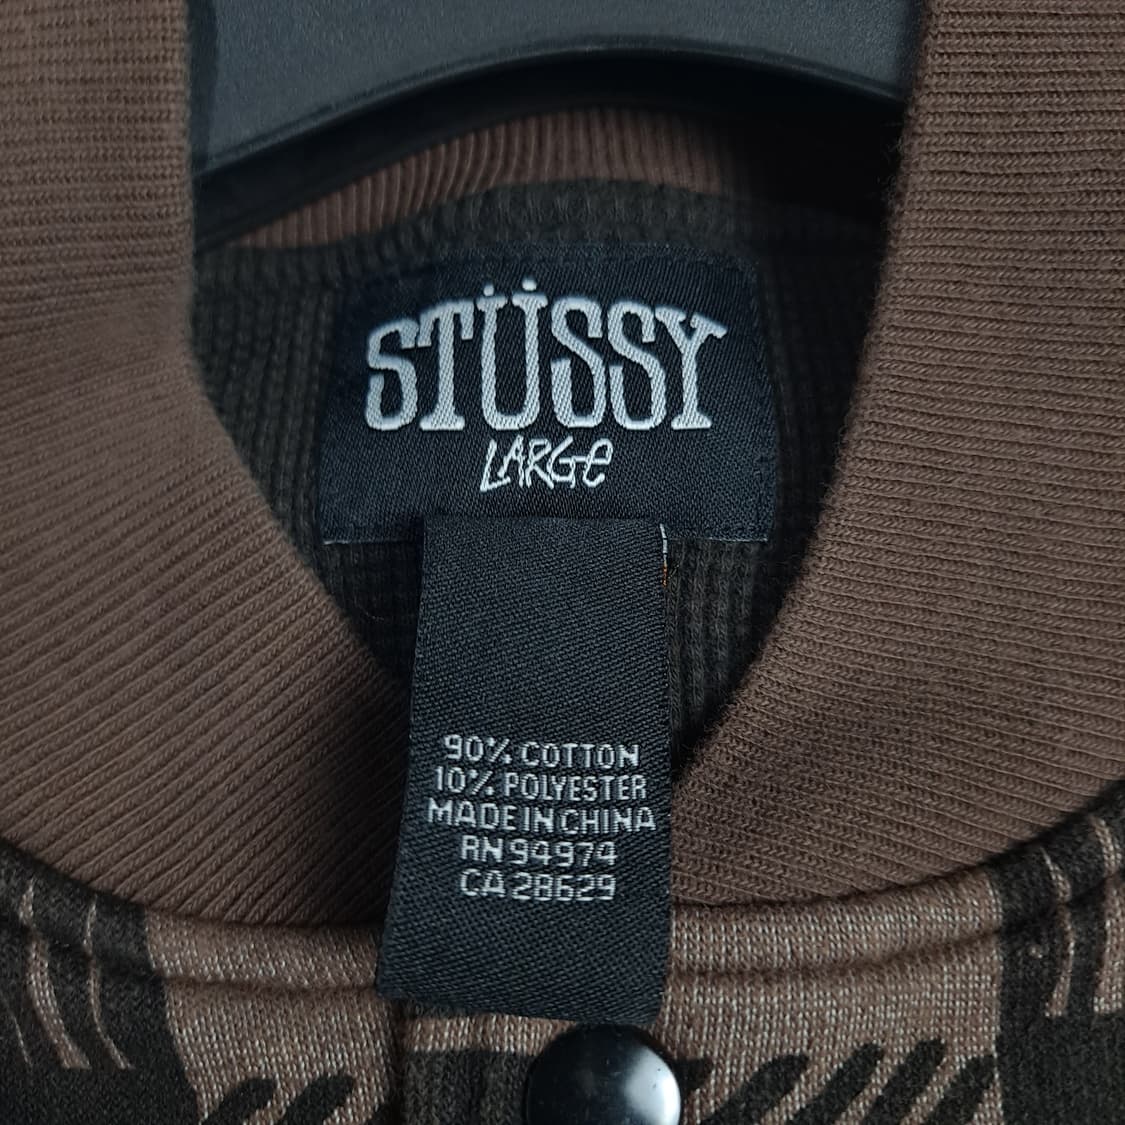 STÜSSY
LARGe
90% COTTON
10% POLYESTER
MADE IN CHINA
RN 94974
CA 28629